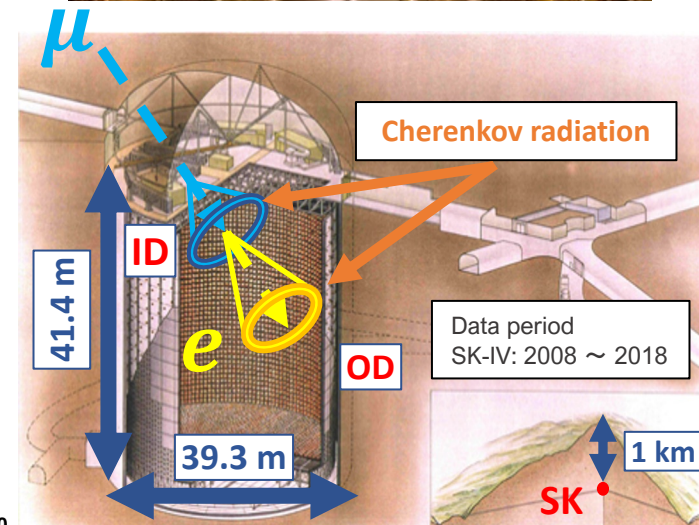 μ
Cherenkov radiation
ID
41.4 m
e
Data period
SK-IV: 2008 ~ 2018
OD
39.3 m
1 km
SK